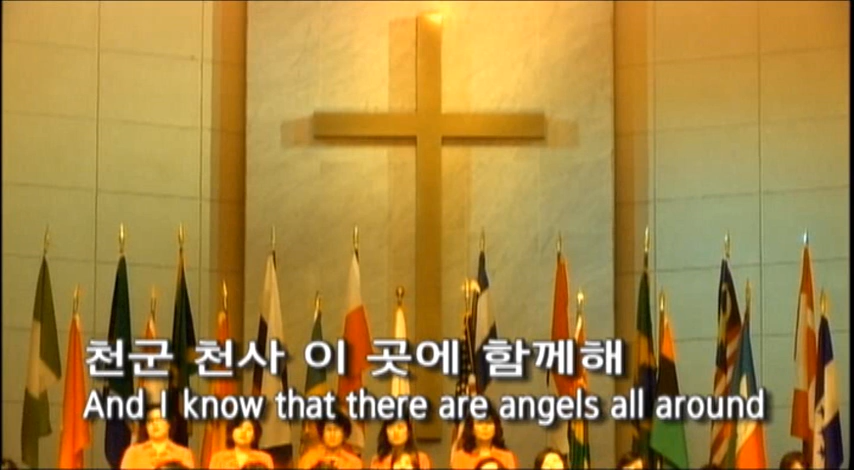 천군 천사 이 곳에 함께해
And I know that there are angels all around